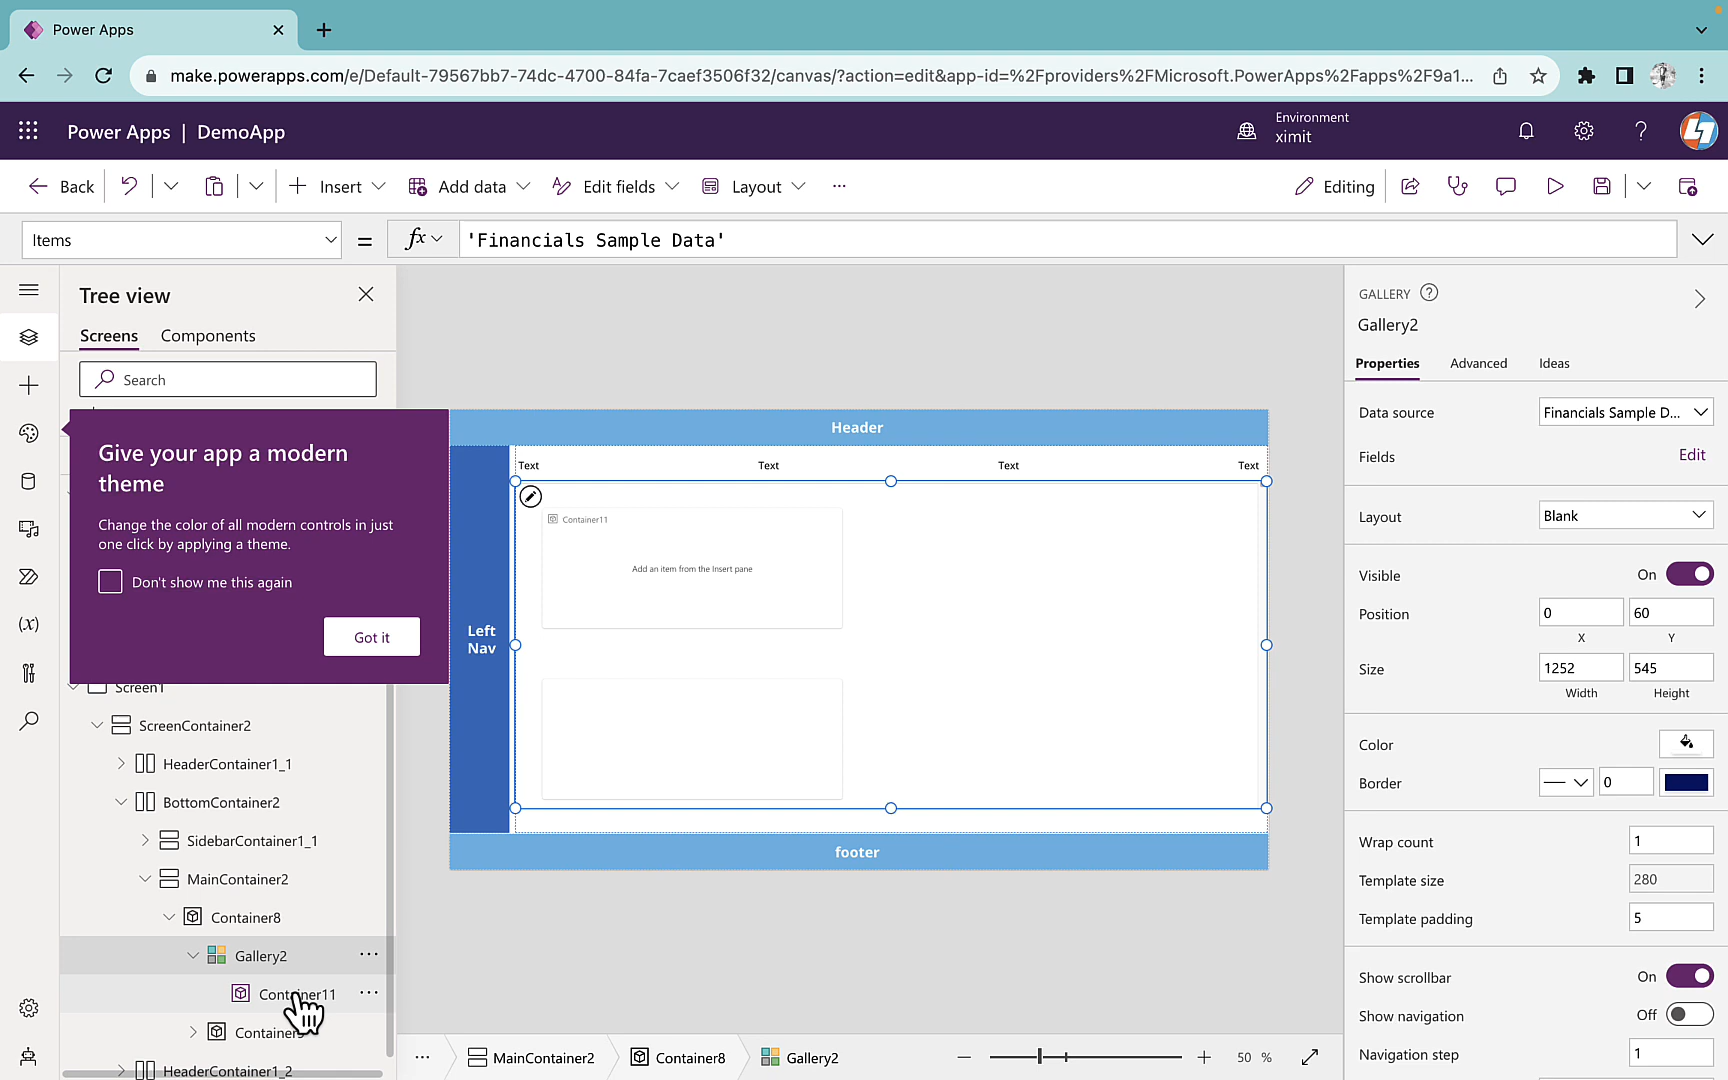 Power Apps
make.powerapps.com/e/Default-79567bb7-74dc-4700-84fa-7caef3506f32/canvas/?action=edit&app-id=%2Fproviders%2FMicrosoft.PowerApps%2Fapps%2F9a1...
Power Apps | DemoApp
Environment
ximit
Back
Insert
Add data
Edit fields
Layout
Editing
Items
= fx 'Financials Sample Data'
Tree view
Screens
Components
Search
Give your app a modern
theme
Change the color of all modern controls in just
one click by applying a theme.
Don't show me this again
Got it
Screen1
ScreenContainer2
HeaderContainer1_1
BottomContainer2
SidebarContainer1_1
MainContainer2
Container8
Gallery2
Container11
HeaderContainer1_2
Header
Text Text Text Text
Container11
Add an item from the Insert pane
Left
Nav
footer
MainContainer2
Container8
Gallery2
50 %
GALLERY
Gallery2
Properties
Advanced
Ideas
Data source
Financials Sample D...
Fields
Edit
Layout
Blank
Visible
On
Position
0
60
X
Y
Size
1252
545
Width
Height
Color
Border
0
Wrap count
1
Template size
280
Template padding
5
Show scrollbar
On
Show navigation
Off
Navigation step
1